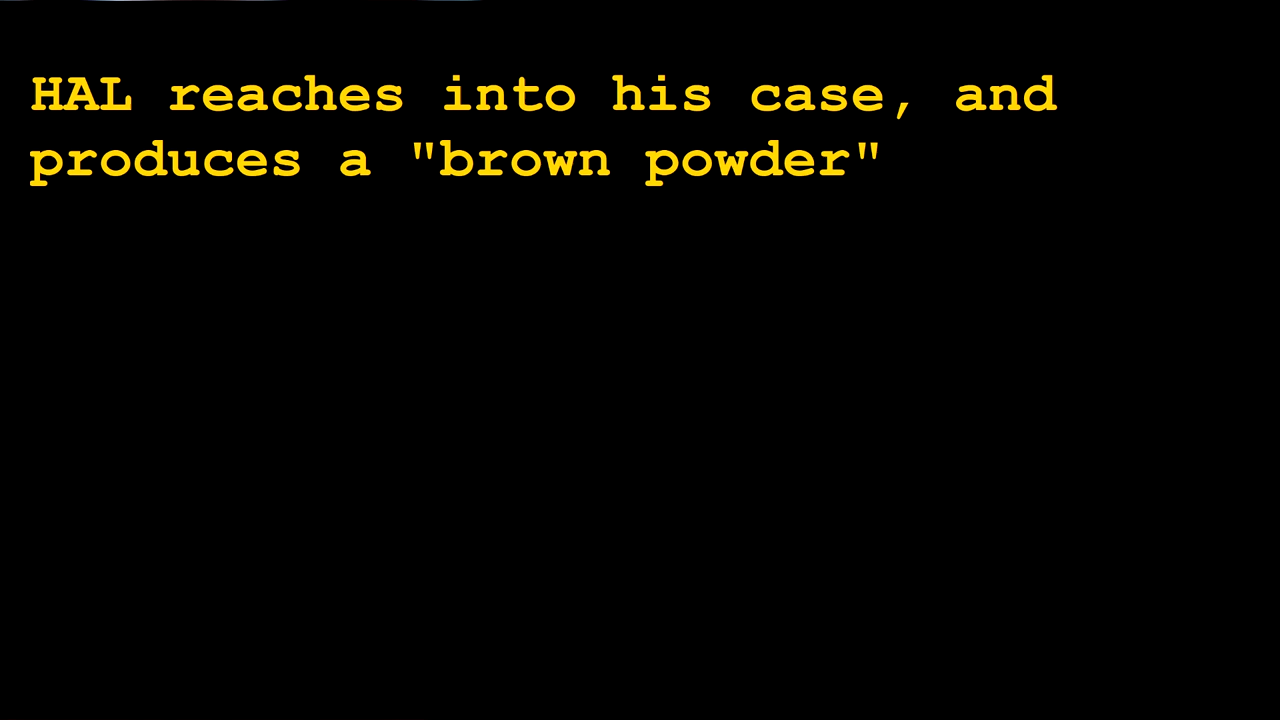 HAL reaches into his case, and
produces a "brown powder"